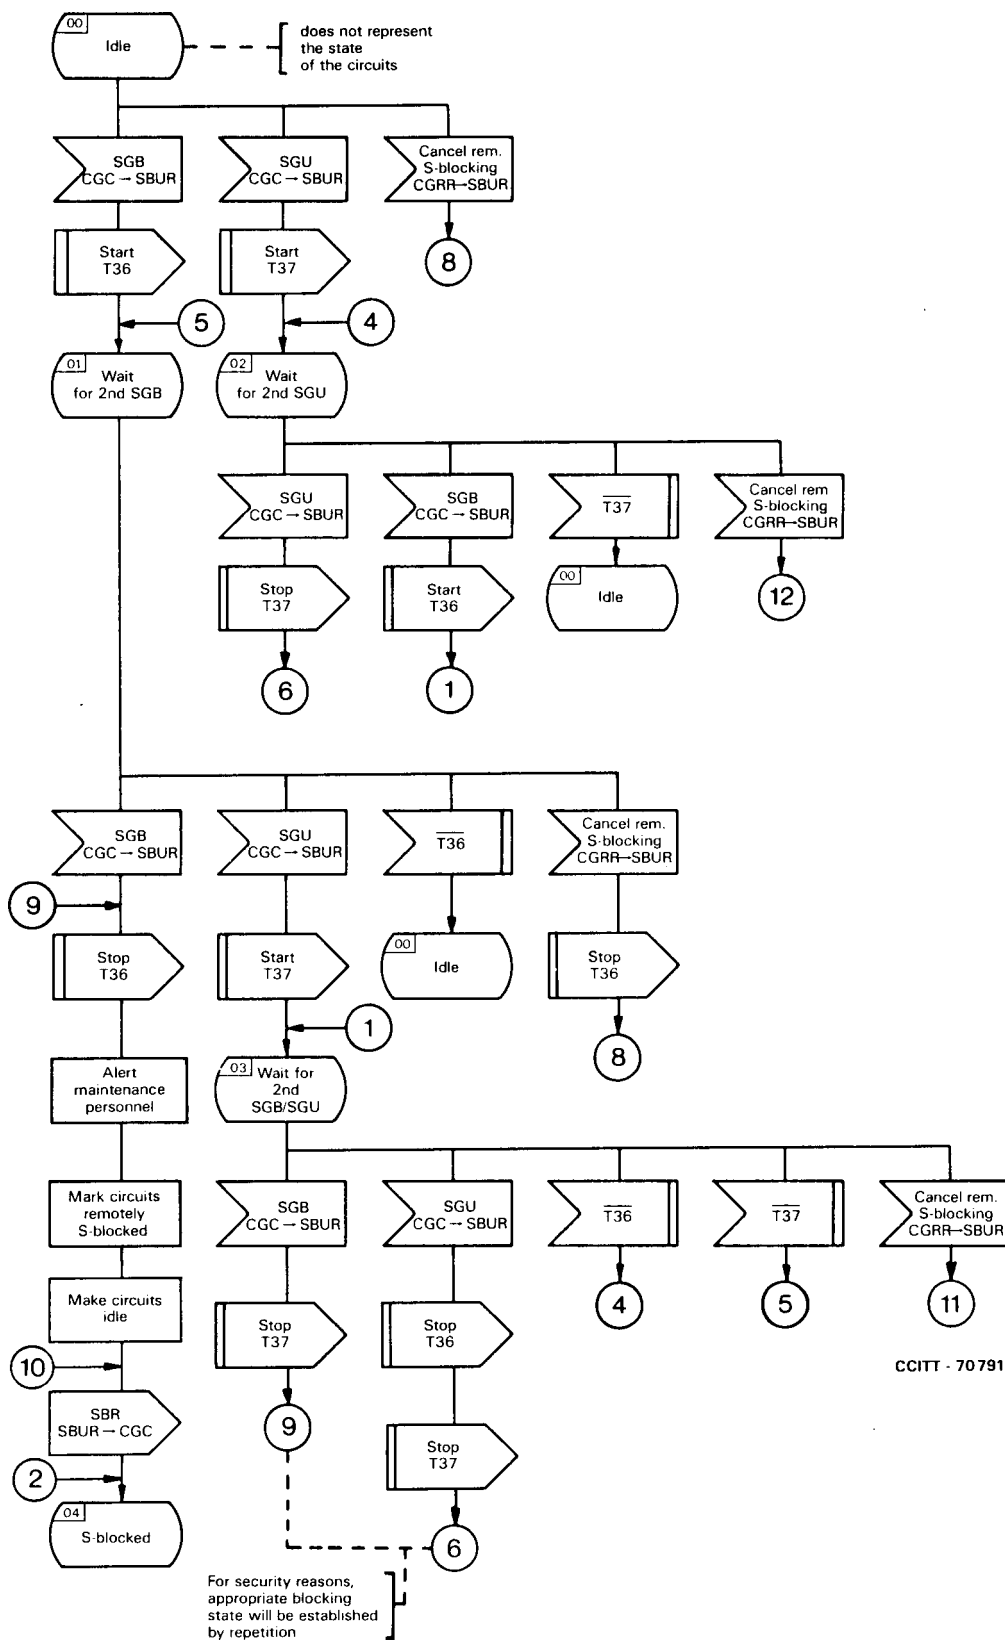 00
Idle
does not represent
the state
of the circuits
SGB
CGC → SBUR
SGU
CGC → SBUR
Cancel rem.
S-blocking
CGRR→SBUR
Start
T36
Start
T37
8
5
4
01
Wait
for 2nd SGB
02
Wait
for 2nd SGU
SGU
CGC → SBUR
SGB
CGC → SBUR
T37
Cancel rem
S-blocking
CGRR→SBUR
Stop
T37
Start
T36
00
Idle
12
6
1
SGB
CGC → SBUR
SGU
CGC → SBUR
T36
Cancel rem.
S-blocking
CGRR→SBUR
9
Stop
T36
Start
T37
00
Idle
Stop
T36
1
8
Alert
maintenance
personnel
03
Wait for
2nd
SGB/SGU
Mark circuits
remotely
S-blocked
SGB
CGC → SBUR
SGU
CGC → SBUR
T36
T37
Cancel rem.
S-blocking
CGRR→SBUR
Make circuits
idle
Stop
T37
Stop
T36
4
5
11
10
CCITT - 70791
SBR
SBUR → CGC
9
Stop
T37
2
04
S-blocked
6
For security reasons,
appropriate blocking
state will be established
by repetition